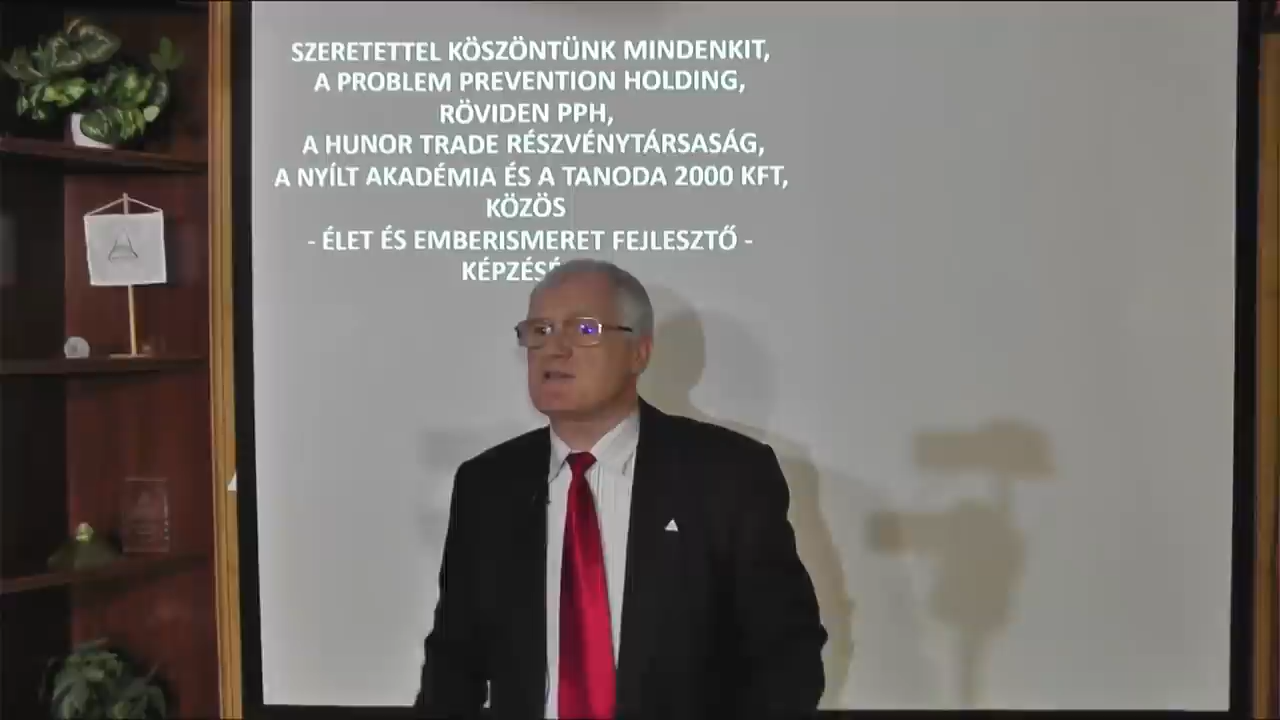 SZERETETTEL KÖSZÖNTÜNK MINDENKIT,
A PROBLEM PREVENTION HOLDING,
RÖVIDEN PPH,
A HUNOR TRADE RÉSZVÉNYTÁRSASÁG,
A NYÍLT AKADÉMIA ÉS A TANODA 2000 KFT,
KÖZÖS
- ÉLET ÉS EMBERISMERET FEJLESZTŐ -